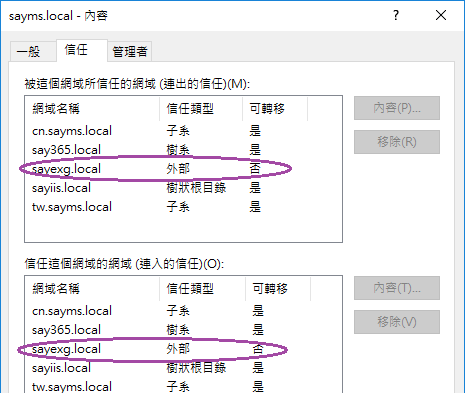 sayms.local - 內容
?
一般 信任 管理者
被這個網域所信任的網域 (連出的信任)(M):
網域名稱 信任類型 可轉移
cn.sayms.local 子系 是
say365.local 樹系 是
sayexg.local 外部 否
sayiis.local 樹狀根目錄 是
tw.sayms.local 子系 是
內容(P)...
移除(R)
信任這個網域的網域 (連入的信任)(O):
網域名稱 信任類型 可轉移
cn.sayms.local 子系 是
say365.local 樹系 是
sayexg.local 外部 否
sayiis.local 樹狀根目錄 是
tw.sayms.local 子系 是
內容(T)...
移除(V)